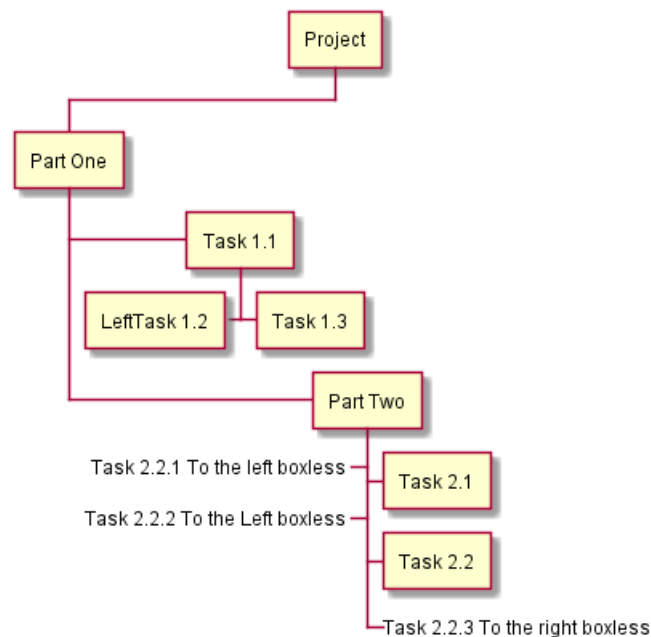 Project
Part One
Task 1.1
LeftTask 1.2
Task 1.3
Part Two
Task 2.2.1 To the left boxless
Task 2.1
Task 2.2.2 To the Left boxless
Task 2.2
Task 2.2.3 To the right boxless